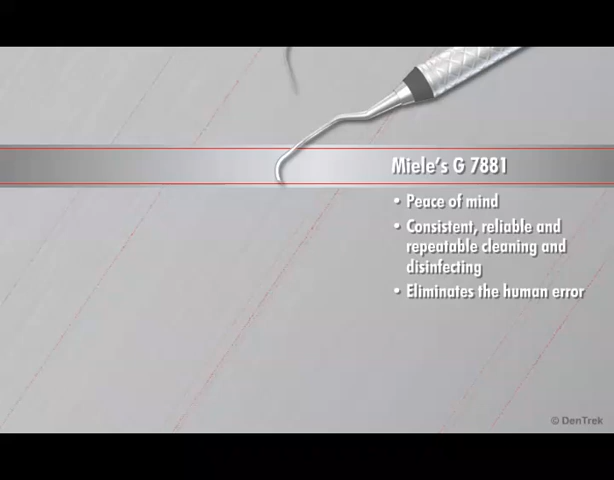 Miele's G 7881
• Peace of mind
• Consistent, reliable and
repeatable cleaning and
disinfecting
• Eliminates the human error
© DenTrek